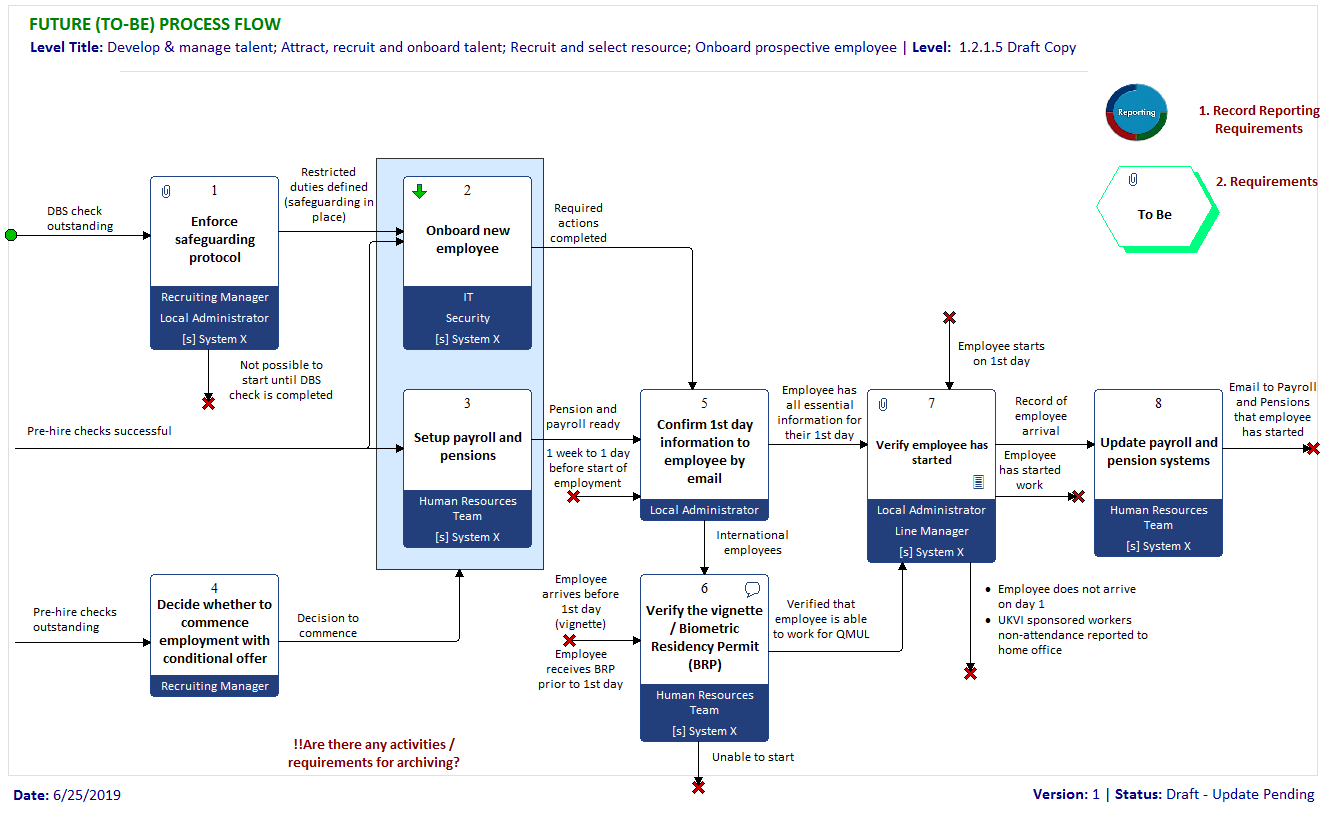 FUTURE (TO-BE) PROCESS FLOW
Level Title: Develop & manage talent; Attract, recruit and onboard talent; Recruit and select resource; Onboard prospective employee | Level: 1.2.1.5 Draft Copy
Reporting
1. Record Reporting
Requirements
2. Requirements
To Be
DBS check
outstanding
1
Enforce
safeguarding
protocol
Recruiting Manager
Local Administrator
[s] System X
Restricted
duties defined
(safeguarding in
place)
Not possible to
start until DBS
check is completed
2
Onboard new
employee
IT
Security
[s] System X
Required
actions
completed
Pre-hire checks successful
3
Setup payroll and
pensions
Human Resources
Team
[s] System X
Pension and
payroll ready
1 week to 1 day
before start of
employment
Pre-hire checks
outstanding
4
Decide whether to
commence
employment with
conditional offer
Recruiting Manager
Decision to
commence
5
Confirm 1st day
information to
employee by
email
Local Administrator
Employee has
all essential
information for
their 1st day
International
employees
Employee
arrives before
1st day
(vignette)
Employee
receives BRP
prior to 1st day
6
Verify the vignette
/ Biometric
Residency Permit
(BRP)
Human Resources
Team
[s] System X
Verified that
employee is able
to work for QMUL
Unable to start
Employee starts
on 1st day
7
Verify employee has
started
Local Administrator
Line Manager
[s] System X
Record of
employee
arrival
Employee
has started
work
• Employee does not arrive
on day 1
• UKVI sponsored workers
non-attendance reported to
home office
8
Update payroll and
pension systems
Human Resources
Team
[s] System X
Email to Payroll
and Pensions
that employee
has started
!!Are there any activities /
requirements for archiving?
Date: 6/25/2019
Version: 1 | Status: Draft - Update Pending